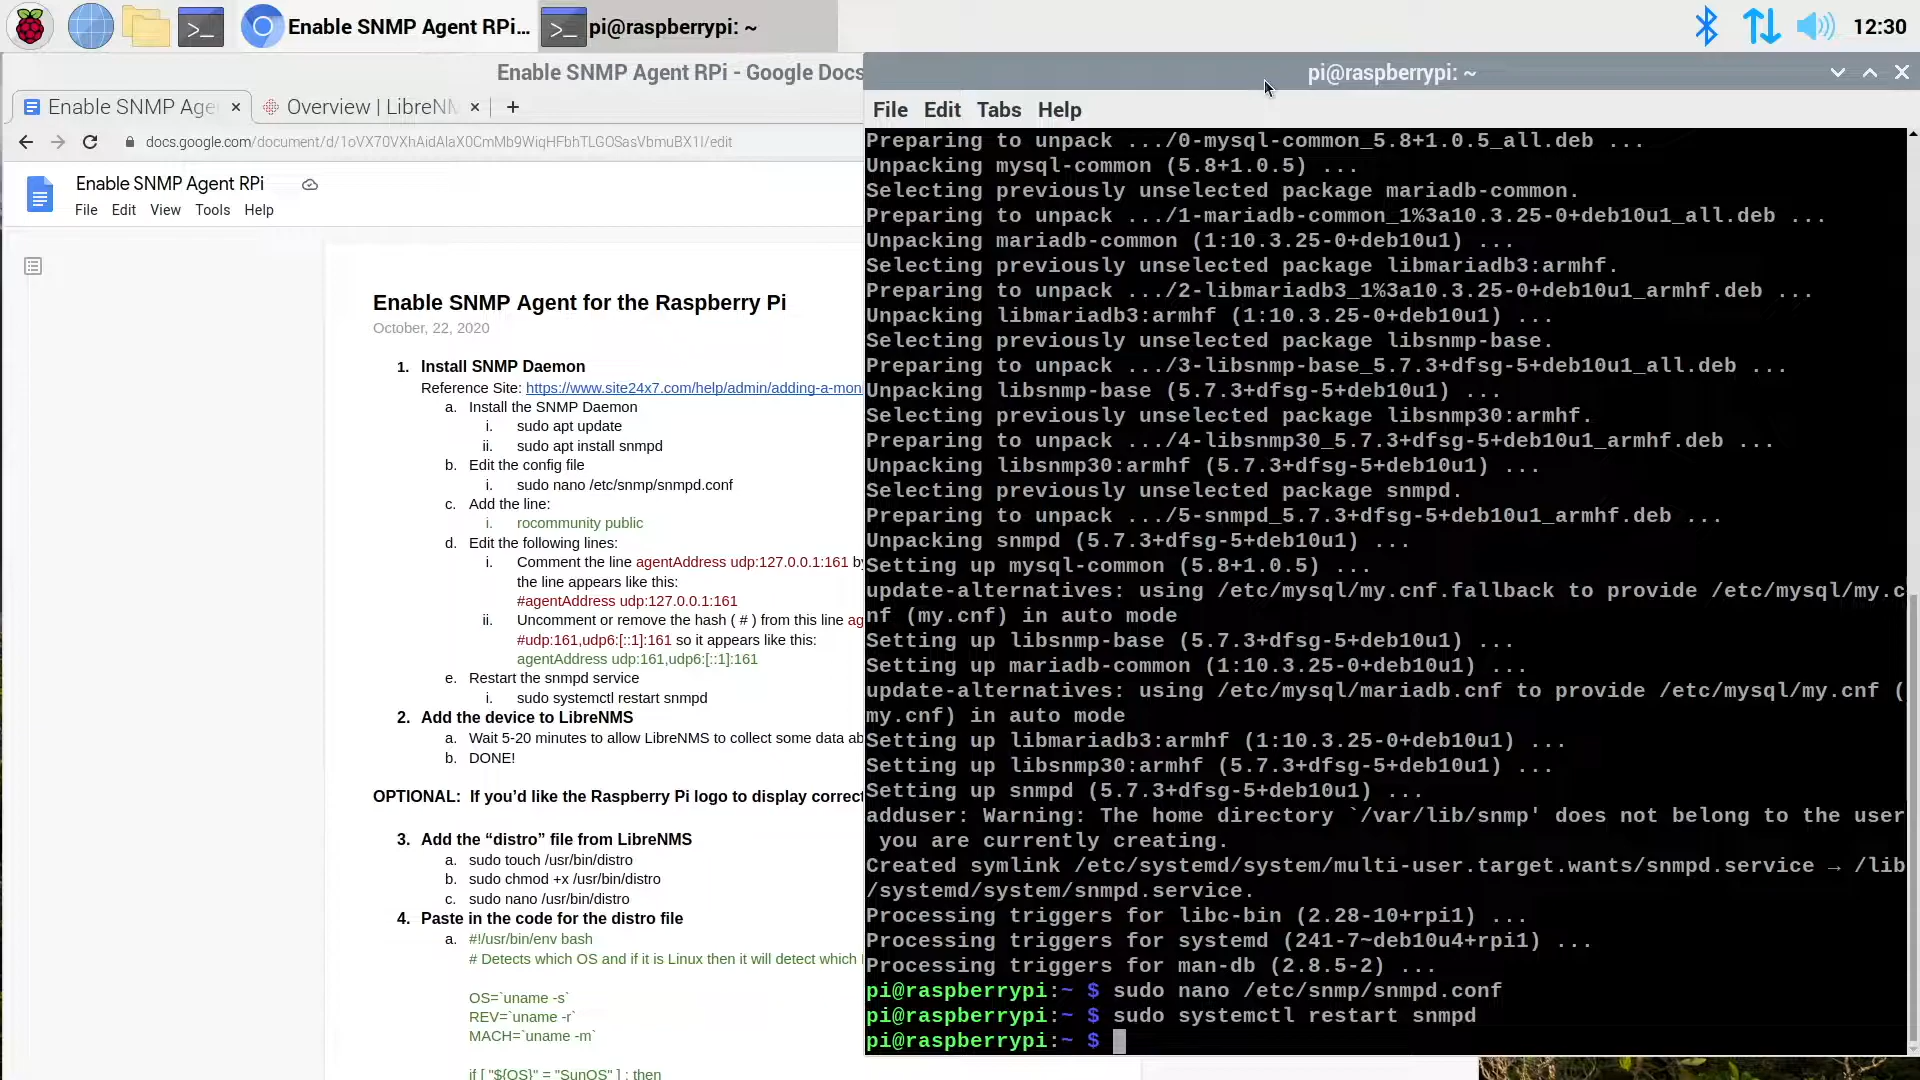 Enable SNMP Agent RPi...
pi@raspberrypi: ~
12:30
Enable SNMP Agent RPi - Google Docs
Enable SNMP Age
Overview | LibreNM
docs.google.com/document/d/1oVX70VXhAidAlaX0CmMb9WiqHFbhTLGOSasVbmuBX1I/edit
Enable SNMP Agent RPi
File Edit View Tools Help
Enable SNMP Agent for the Raspberry Pi
October, 22, 2020
1. Install SNMP Daemon
Reference Site: https://www.site24x7.com/help/admin/adding-a-mon
a. Install the SNMP Daemon
i. sudo apt update
ii. sudo apt install snmpd
b. Edit the config file
i. sudo nano /etc/snmp/snmpd.conf
c. Add the line:
i. rocommunity public
d. Edit the following lines:
i. Comment the line agentAddress udp:127.0.0.1:161 by
the line appears like this:
#agentAddress udp:127.0.0.1:161
ii. Uncomment or remove the hash ( # ) from this line ag
#udp:161,udp6:[::1]:161 so it appears like this:
agentAddress udp:161,udp6:[::1]:161
e. Restart the snmpd service
i. sudo systemctl restart snmpd
2. Add the device to LibreNMS
a. Wait 5-20 minutes to allow LibreNMS to collect some data ab
b. DONE!
OPTIONAL: If you’d like the Raspberry Pi logo to display correct
3. Add the “distro” file from LibreNMS
a. sudo touch /usr/bin/distro
b. sudo chmod +x /usr/bin/distro
c. sudo nano /usr/bin/distro
4. Paste in the code for the distro file
a. #!/usr/bin/env bash
# Detects which OS and if it is Linux then it will detect which
OS=`uname -s`
REV=`uname -r`
MACH=`uname -m`
if [ "${OS}" = "SunOS" ] ; then
pi@raspberrypi: ~
File Edit Tabs Help
Preparing to unpack .../0-mysql-common_5.8+1.0.5_all.deb ...
Unpacking mysql-common (5.8+1.0.5) ...
Selecting previously unselected package mariadb-common.
Preparing to unpack .../1-mariadb-common_1%3a10.3.25-0+deb10u1_all.deb ...
Unpacking mariadb-common (1:10.3.25-0+deb10u1) ...
Selecting previously unselected package libmariadb3:armhf.
Preparing to unpack .../2-libmariadb3_1%3a10.3.25-0+deb10u1_armhf.deb ...
Unpacking libmariadb3:armhf (1:10.3.25-0+deb10u1) ...
Selecting previously unselected package libsnmp-base.
Preparing to unpack .../3-libsnmp-base_5.7.3+dfsg-5+deb10u1_all.deb ...
Unpacking libsnmp-base (5.7.3+dfsg-5+deb10u1) ...
Selecting previously unselected package libsnmp30:armhf.
Preparing to unpack .../4-libsnmp30_5.7.3+dfsg-5+deb10u1_armhf.deb ...
Unpacking libsnmp30:armhf (5.7.3+dfsg-5+deb10u1) ...
Selecting previously unselected package snmpd.
Preparing to unpack .../5-snmpd_5.7.3+dfsg-5+deb10u1_armhf.deb ...
Unpacking snmpd (5.7.3+dfsg-5+deb10u1) ...
Setting up mysql-common (5.8+1.0.5) ...
update-alternatives: using /etc/mysql/my.cnf.fallback to provide /etc/mysql/my.c
nf (my.cnf) in auto mode
Setting up libsnmp-base (5.7.3+dfsg-5+deb10u1) ...
Setting up mariadb-common (1:10.3.25-0+deb10u1) ...
update-alternatives: using /etc/mysql/mariadb.cnf to provide /etc/mysql/my.cnf (
my.cnf) in auto mode
Setting up libmariadb3:armhf (1:10.3.25-0+deb10u1) ...
Setting up libsnmp30:armhf (5.7.3+dfsg-5+deb10u1) ...
Setting up snmpd (5.7.3+dfsg-5+deb10u1) ...
adduser: Warning: The home directory `/var/lib/snmp' does not belong to the user
 you are currently creating.
Created symlink /etc/systemd/system/multi-user.target.wants/snmpd.service → /lib
/systemd/system/snmpd.service.
Processing triggers for libc-bin (2.28-10+rpi1) ...
Processing triggers for systemd (241-7~deb10u4+rpi1) ...
Processing triggers for man-db (2.8.5-2) ...
pi@raspberrypi:~ $ sudo nano /etc/snmp/snmpd.conf
pi@raspberrypi:~ $ sudo systemctl restart snmpd
pi@raspberrypi:~ $